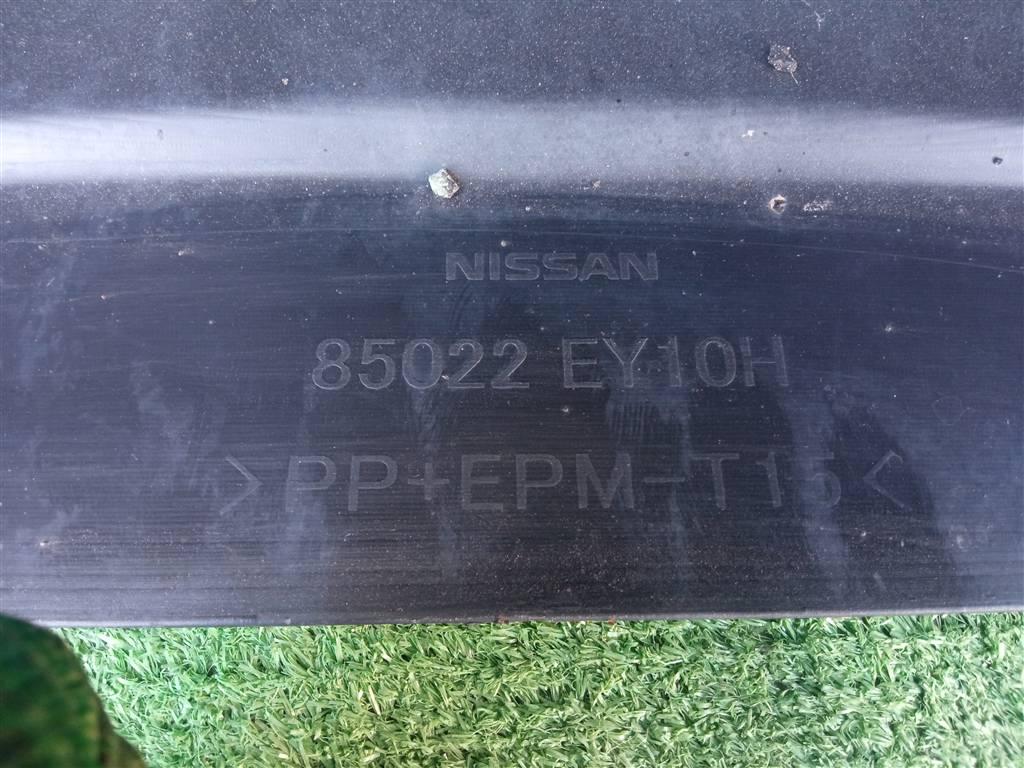 NISSAN
85022 EY10H
>PP+EPM-T15<